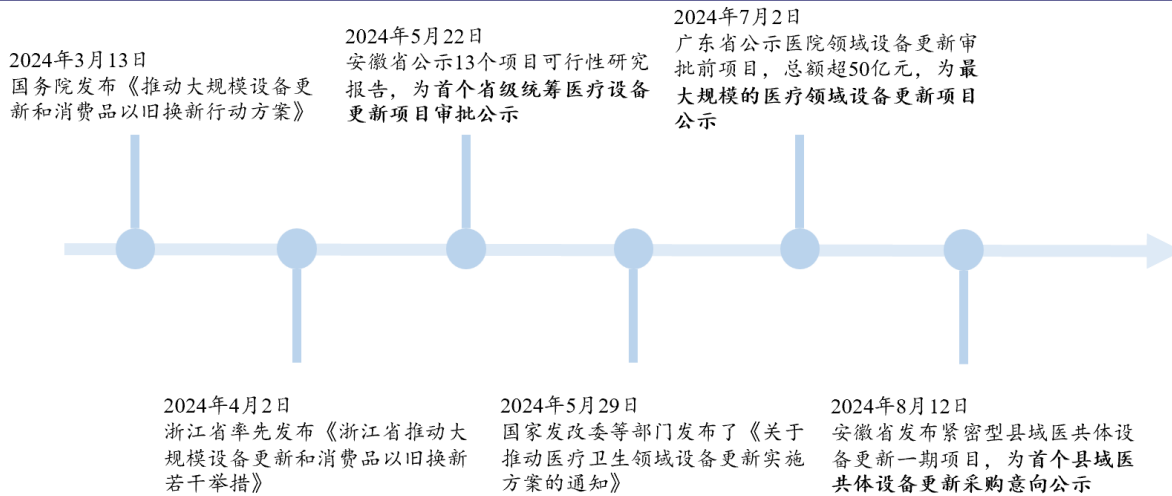 2024年3月13日
国务院发布《推动大规模设备更
新和消费品以旧换新行动方案》
2024年5月22日
安徽省公示13个项目可行性研究
报告，为首个省级统筹医疗设备
更新项目审批公示
2024年7月2日
广东省公示医院领域设备更新审
批前项目，总额超50亿元，为最
大规模的医疗领域设备更新项目
公示
2024年4月2日
浙江省率先发布《浙江省推动大
规模设备更新和消费品以旧换新
若干举措》
2024年5月29日
国家发改委等部门发布了《关于
推动医疗卫生领域设备更新实施
方案的通知》
2024年8月12日
安徽省发布紧密型县域医共体设
备更新一期项目，为首个县域医
共体设备更新采购意向公示